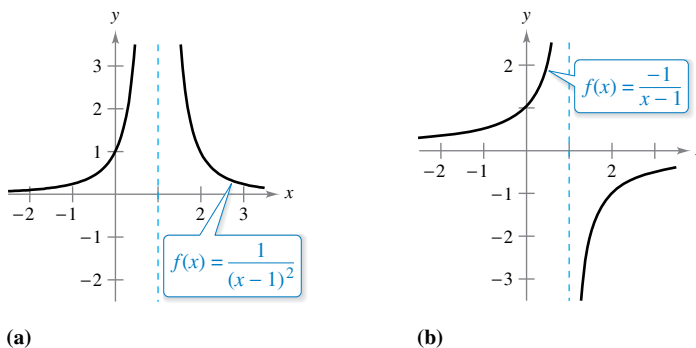 y
3
2
1
x
−2 −1 2 3
−1
f(x) = 1/(x − 1)²
−2
(a)
y
2
f(x) = −1/(x − 1)
−2 −1 2
−1
−2
−3
(b)